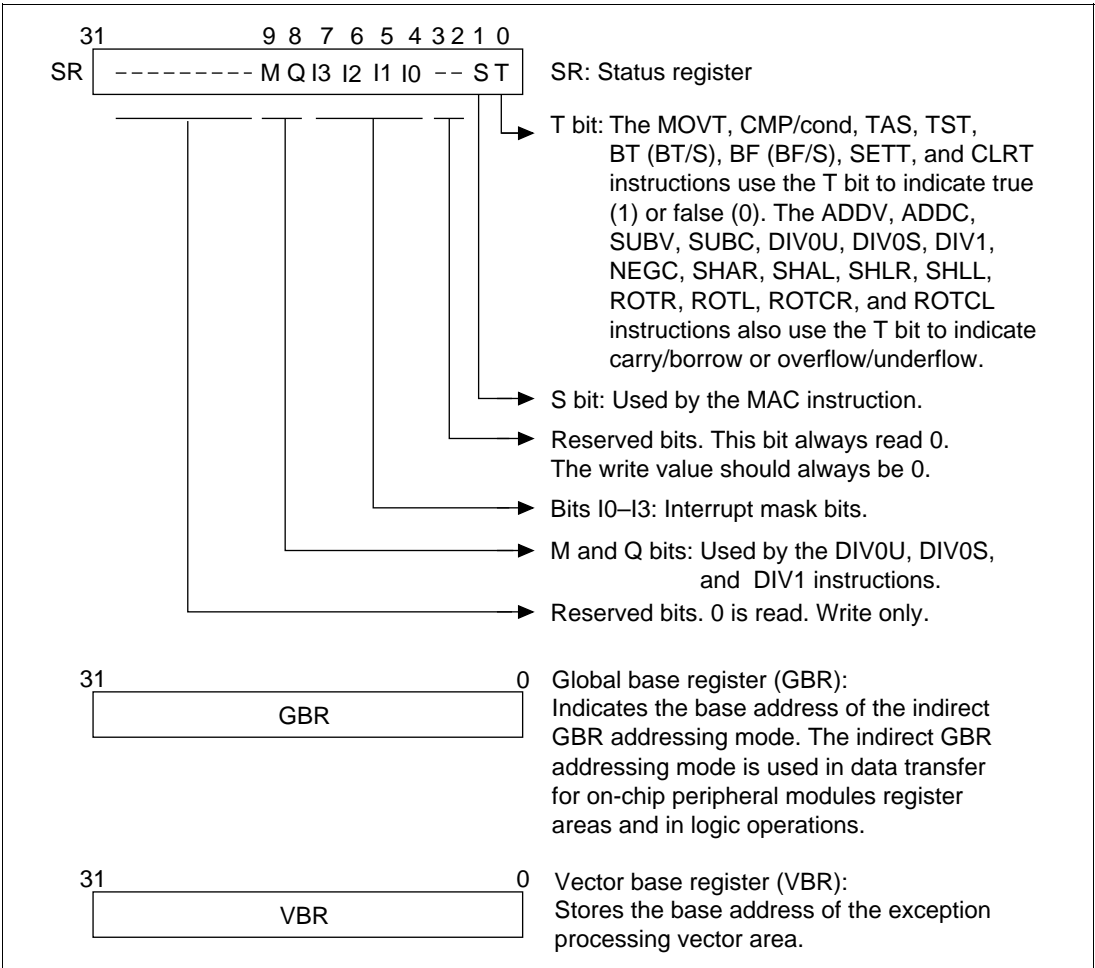 31 9 8 7 6 5 4 3 2 1 0
SR ---------- M Q I3 I2 I1 I0 -- S T SR: Status register
T bit: The MOVT, CMP/cond, TAS, TST,
BT (BT/S), BF (BF/S), SETT, and CLRT
instructions use the T bit to indicate true
(1) or false (0). The ADDV, ADDC,
SUBV, SUBC, DIV0U, DIV0S, DIV1,
NEGC, SHAR, SHAL, SHLR, SHLL,
ROTR, ROTL, ROTCR, and ROTCL
instructions also use the T bit to indicate
carry/borrow or overflow/underflow.
S bit: Used by the MAC instruction.
Reserved bits. This bit always read 0.
The write value should always be 0.
Bits I0–I3: Interrupt mask bits.
M and Q bits: Used by the DIV0U, DIV0S,
and DIV1 instructions.
Reserved bits. 0 is read. Write only.
31 0 Global base register (GBR):
GBR Indicates the base address of the indirect
GBR addressing mode. The indirect GBR
addressing mode is used in data transfer
for on-chip peripheral modules register
areas and in logic operations.
31 0 Vector base register (VBR):
VBR Stores the base address of the exception
processing vector area.